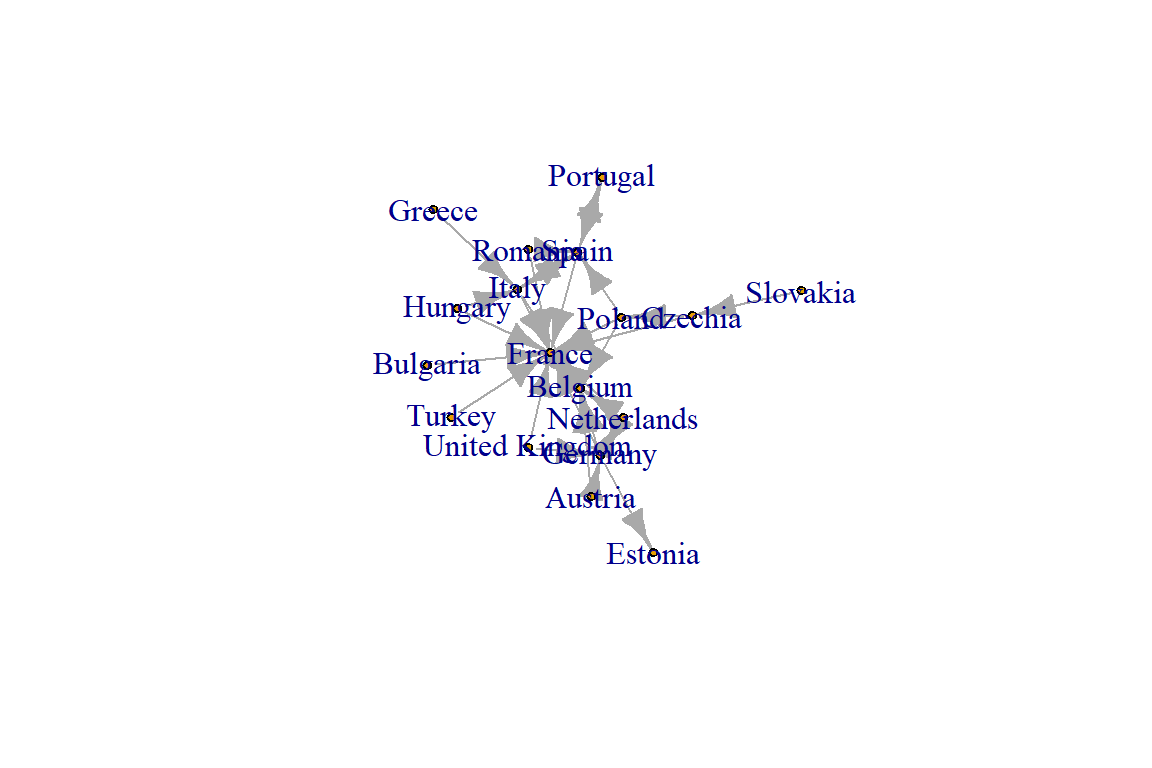 Portugal
Greece
Romania
Spain
Italy
Slovakia
Hungary
Poland
Czechia
France
Bulgaria
Belgium
Turkey
Netherlands
United Kingdom
Germany
Austria
Estonia